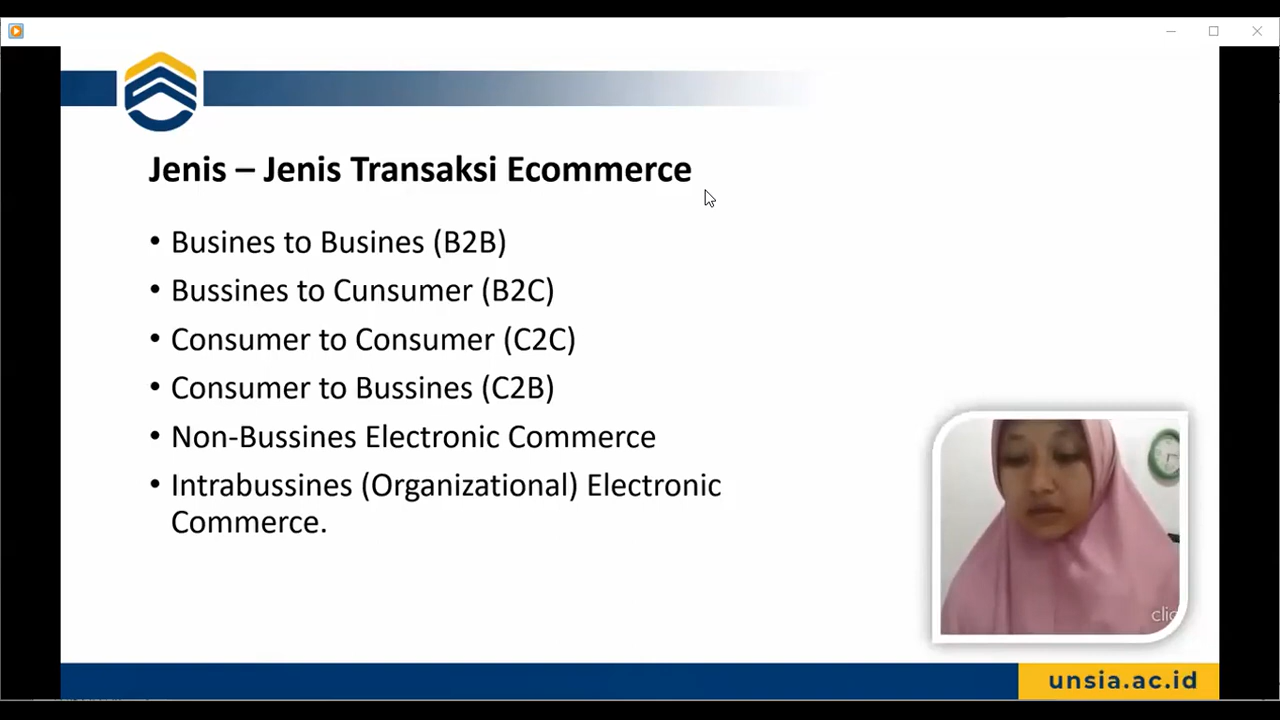 Jenis – Jenis Transaksi Ecommerce
• Busines to Busines (B2B)
• Bussines to Cunsumer (B2C)
• Consumer to Consumer (C2C)
• Consumer to Bussines (C2B)
• Non-Bussines Electronic Commerce
• Intrabussines (Organizational) Electronic
Commerce.
clic
unsia.ac.id